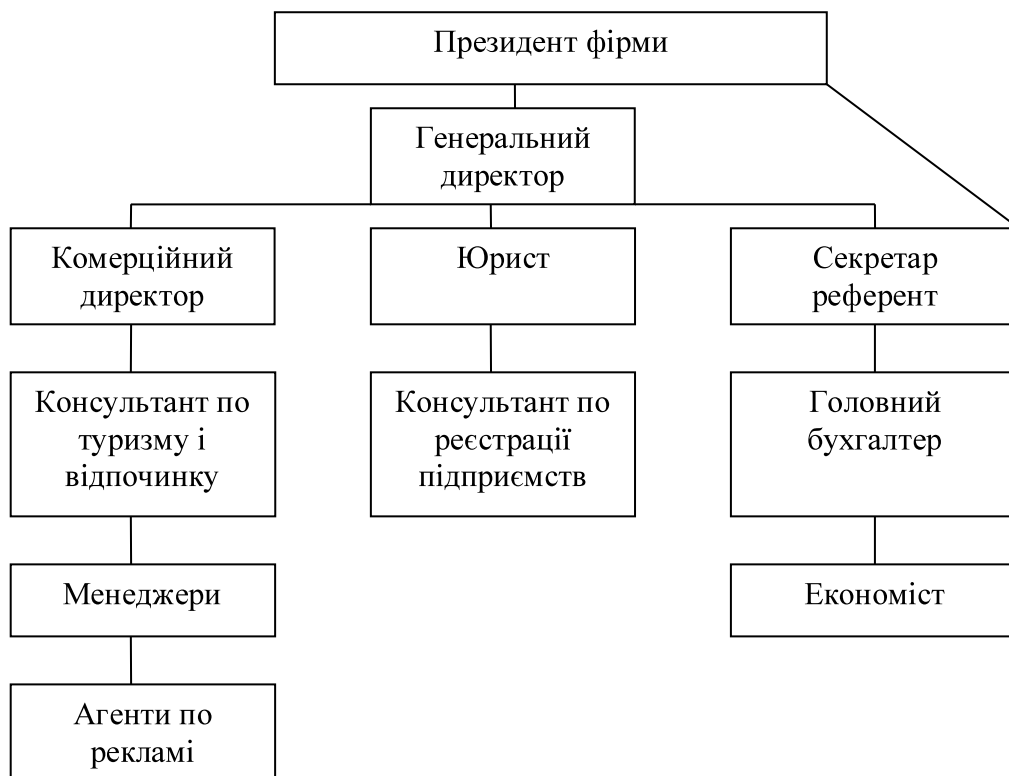 Президент фірми
Генеральний
директор
Комерційний
директор
Юрист
Секретар
референт
Консультант по
туризму і
відпочинку
Консультант по
реєстрації
підприємств
Головний
бухгалтер
Менеджери
Економіст
Агенти по
рекламі